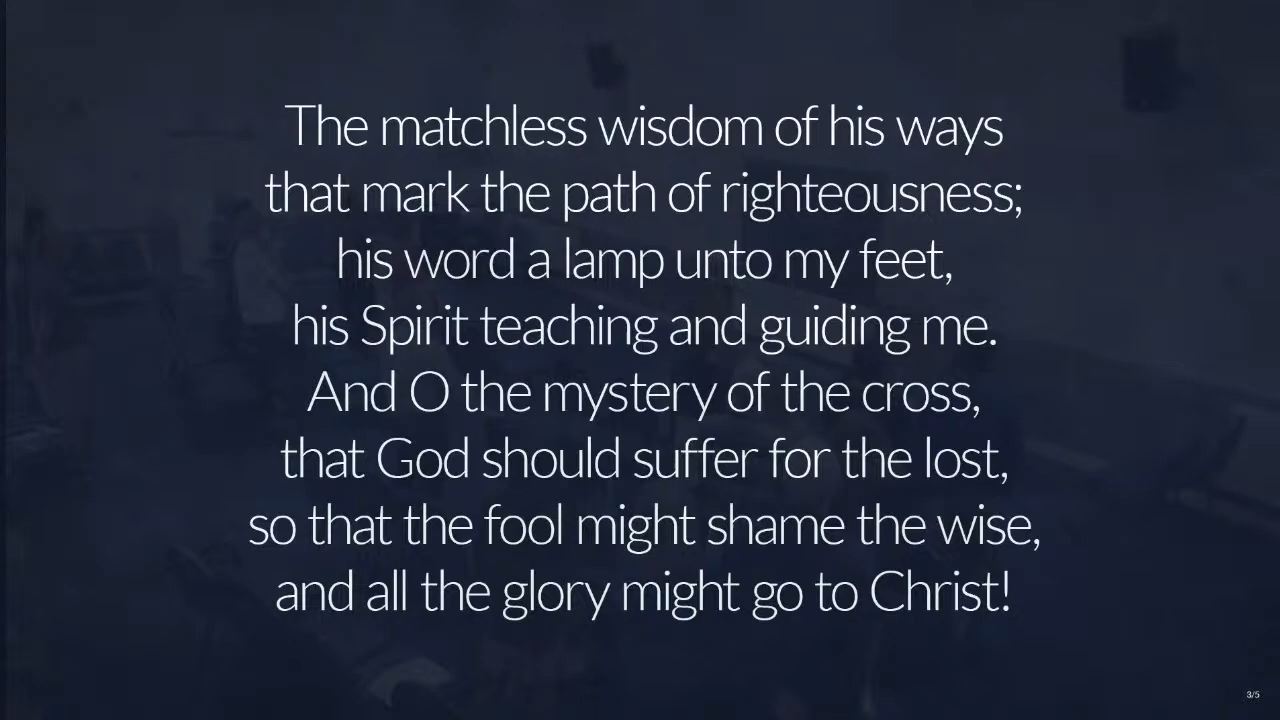 The matchless wisdom of his ways
that mark the path of righteousness;
his word a lamp unto my feet,
his Spirit teaching and guiding me.
And O the mystery of the cross,
that God should suffer for the lost,
so that the fool might shame the wise,
and all the glory might go to Christ!
3/5